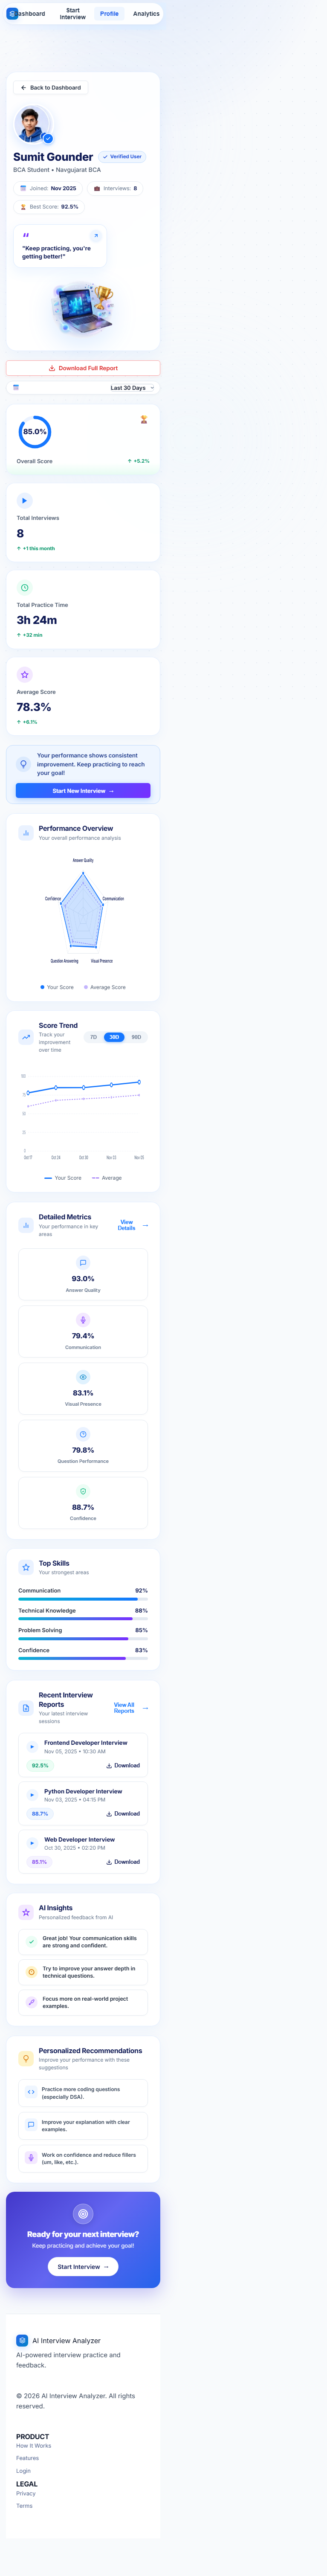 Dashboard
Start Interview
Profile
Analytics
Back to Dashboard
Sumit Gounder
Verified User
BCA Student • Navgujarat BCA
Joined: Nov 2025
Interviews: 8
Best Score: 92.5%
"Keep practicing, you're
getting better!"
Download Full Report
Last 30 Days
85.0%
Overall Score
↑ +5.2%
Total Interviews
8
↑ +1 this month
Total Practice Time
3h 24m
↑ +32 min
Average Score
78.3%
↑ +6.1%
Your performance shows consistent
improvement. Keep practicing to reach
your goal!
Start New Interview →
Performance Overview
Your overall performance analysis
Answer Quality
Confidence
Communication
Question Answering
Visual Presence
Your Score
Average Score
Score Trend
Track your
improvement
over time
7D
30D
90D
Your Score
Average
Detailed Metrics
Your performance in key
areas
View
Details →
93.0%
Answer Quality
79.4%
Communication
83.1%
Visual Presence
79.8%
Question Performance
88.7%
Confidence
Top Skills
Your strongest areas
Communication 92%
Technical Knowledge 88%
Problem Solving 85%
Confidence 83%
Recent Interview
Reports
Your latest interview
sessions
View All
Reports →
Frontend Developer Interview
Nov 05, 2025 • 10:30 AM
92.5%
Download
Python Developer Interview
Nov 03, 2025 • 04:15 PM
88.7%
Download
Web Developer Interview
Oct 30, 2025 • 02:20 PM
85.1%
Download
AI Insights
Personalized feedback from AI
Great job! Your communication skills
are strong and confident.
Try to improve your answer depth in
technical questions.
Focus more on real-world project
examples.
Personalized Recommendations
Improve your performance with these
suggestions
Practice more coding questions
(especially DSA).
Improve your explanation with clear
examples.
Work on confidence and reduce fillers
(um, like, etc.).
Ready for your next interview?
Keep practicing and achieve your goal!
Start Interview →
AI Interview Analyzer
AI-powered interview practice and
feedback.
© 2026 AI Interview Analyzer. All rights
reserved.
PRODUCT
How It Works
Features
Login
LEGAL
Privacy
Terms